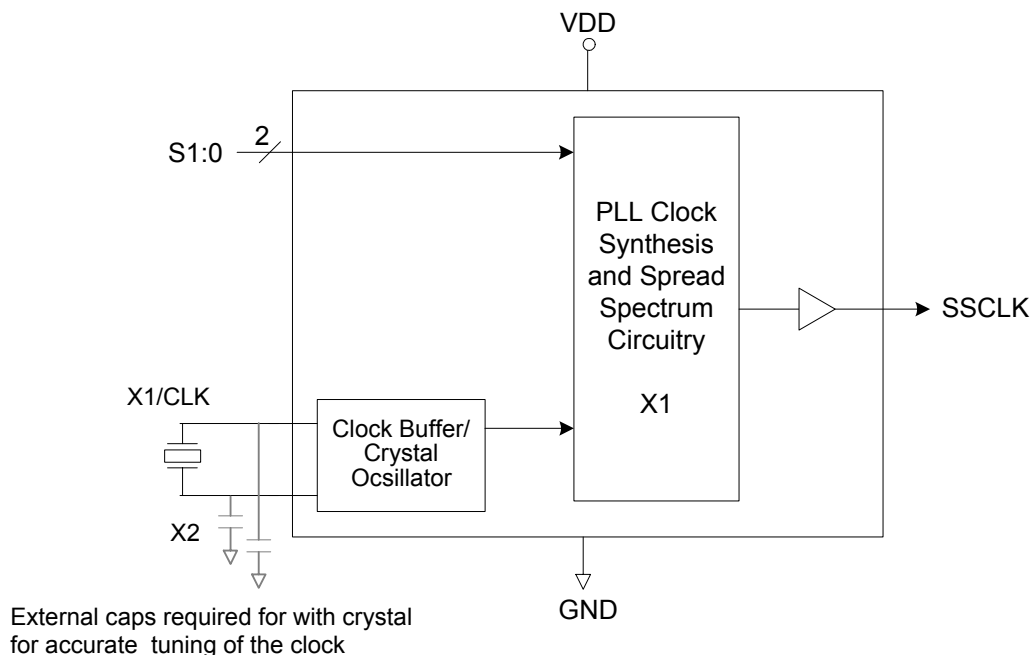 VDD
2
S1:0
PLL Clock
Synthesis
and Spread
Spectrum
Circuitry
X1
SSCLK
X1/CLK
Clock Buffer/
Crystal
Ocsillator
X2
GND
External caps required for with crystal
for accurate tuning of the clock